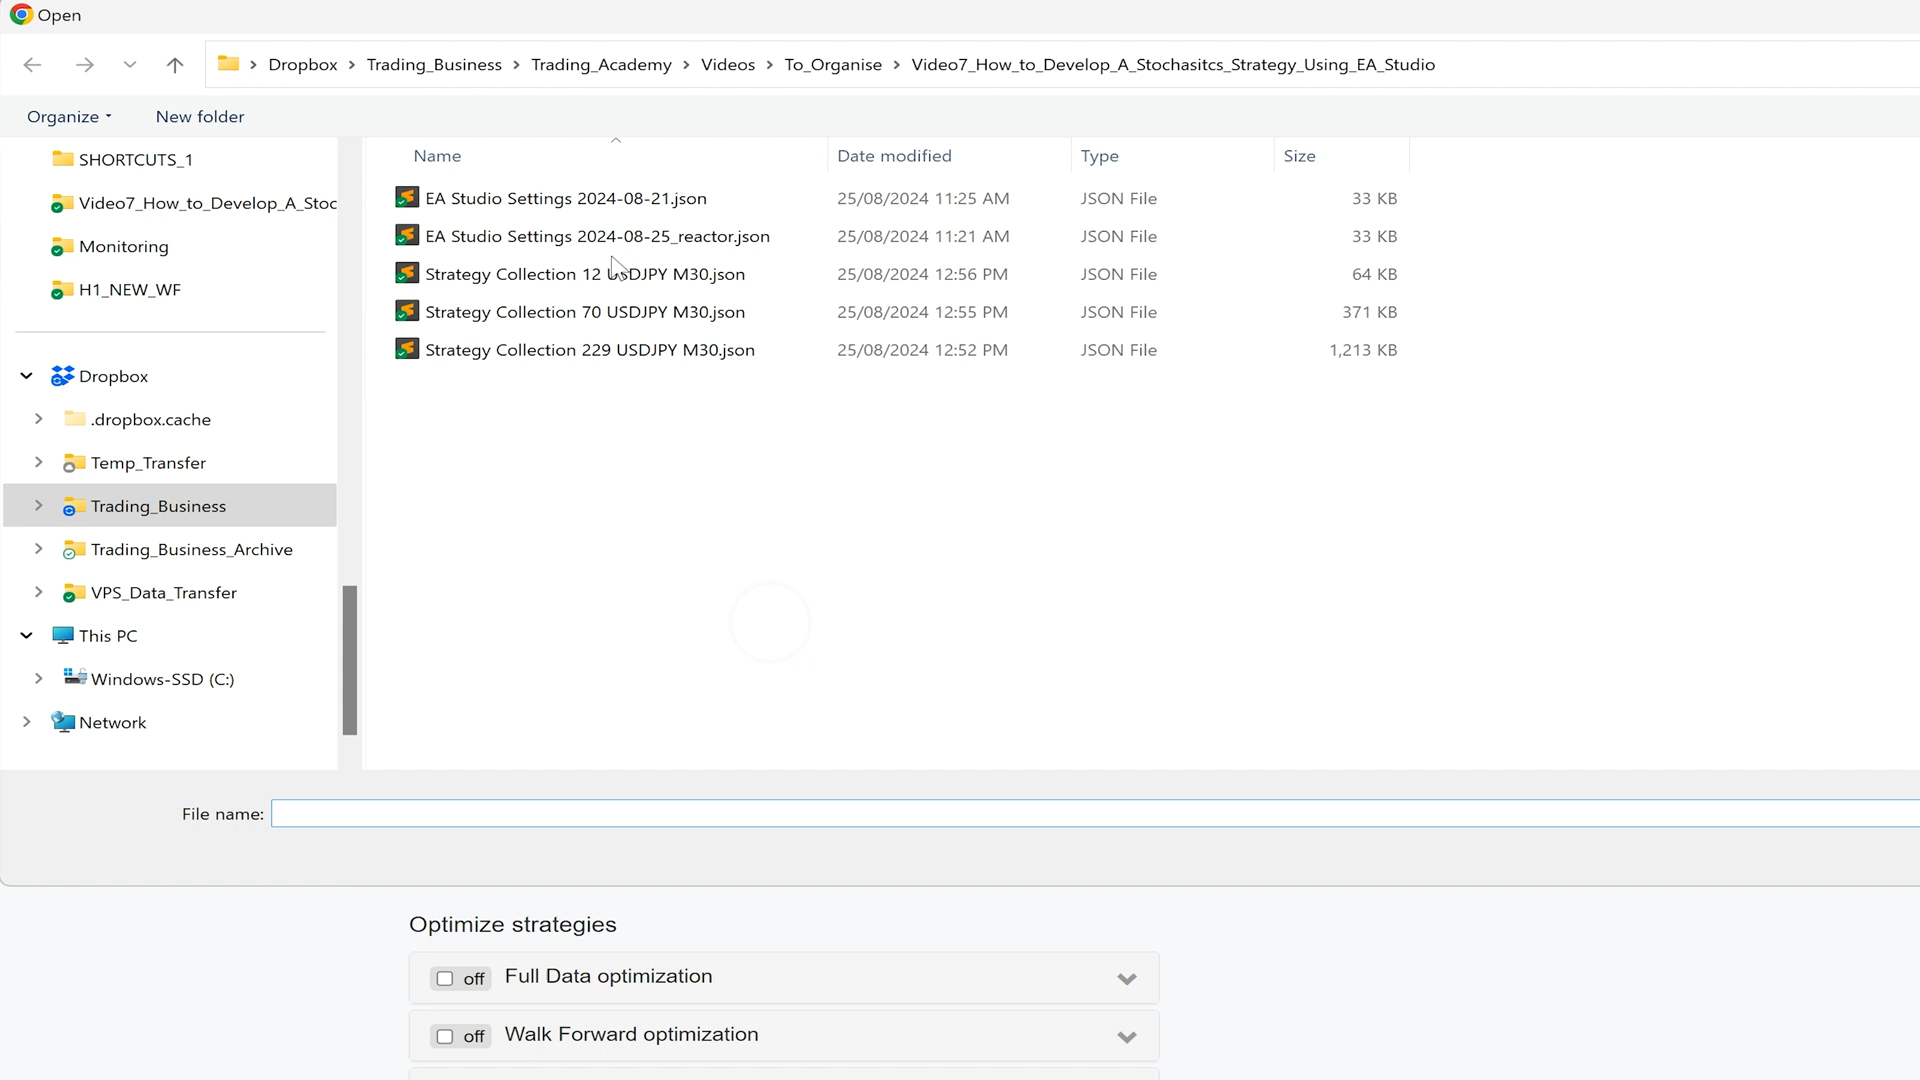 Open
Dropbox > Trading_Business > Trading_Academy > Videos > To_Organise > Video7_How_to_Develop_A_Stochasitcs_Strategy_Using_EA_Studio
Organize New folder
SHORTCUTS_1
Video7_How_to_Develop_A_Stoc
Monitoring
H1_NEW_WF
Dropbox
.dropbox.cache
Temp_Transfer
Trading_Business
Trading_Business_Archive
VPS_Data_Transfer
This PC
Windows-SSD (C:)
Network
Name Date modified Type Size
EA Studio Settings 2024-08-21.json 25/08/2024 11:25 AM JSON File 33 KB
EA Studio Settings 2024-08-25_reactor.json 25/08/2024 11:21 AM JSON File 33 KB
Strategy Collection 12 USDJPY M30.json 25/08/2024 12:56 PM JSON File 64 KB
Strategy Collection 70 USDJPY M30.json 25/08/2024 12:55 PM JSON File 371 KB
Strategy Collection 229 USDJPY M30.json 25/08/2024 12:52 PM JSON File 1,213 KB
File name:
Optimize strategies
off Full Data optimization
off Walk Forward optimization